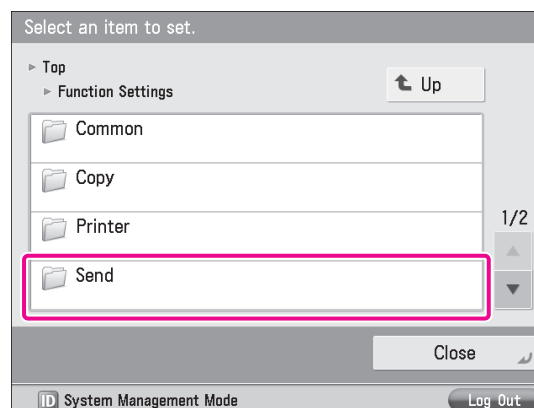 Select an item to set.
Top
Function Settings
Up
Common
Copy
Printer
Send
1/2
Close
ID System Management Mode
Log Out